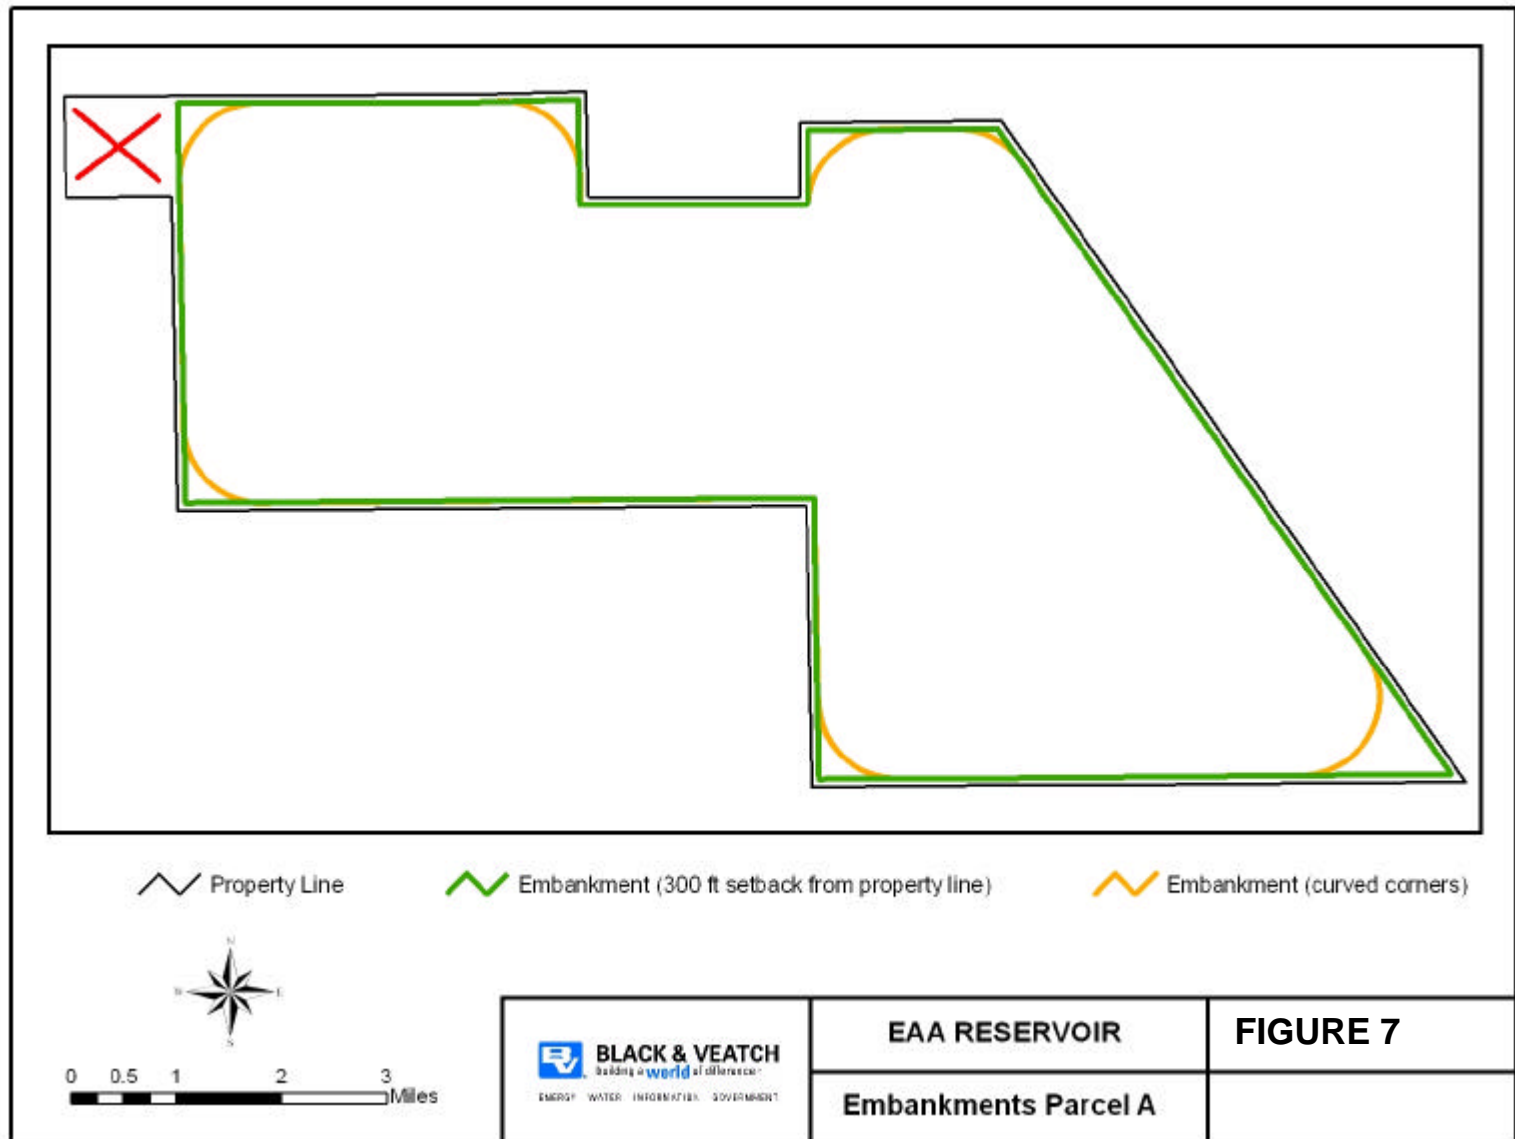 Property Line
Embankment (300 ft setback from property line)
Embankment (curved corners)
N
W E
S
0 0.5 1 2 3
Miles
BLACK & VEATCH
building a world of difference
ENERGY WATER INFORMATION GOVERNMENT
EAA RESERVOIR
FIGURE 7
Embankments Parcel A